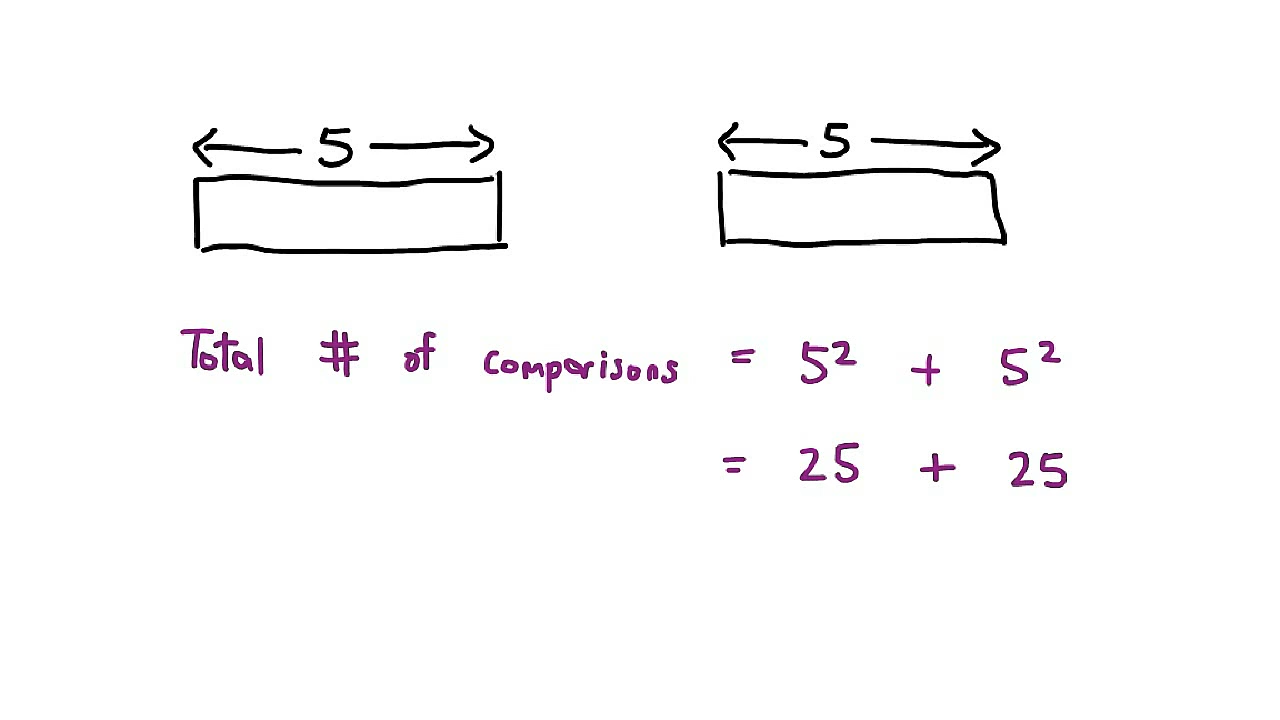 5 5
Total # of comparisons = 5² + 5²
= 25 + 25